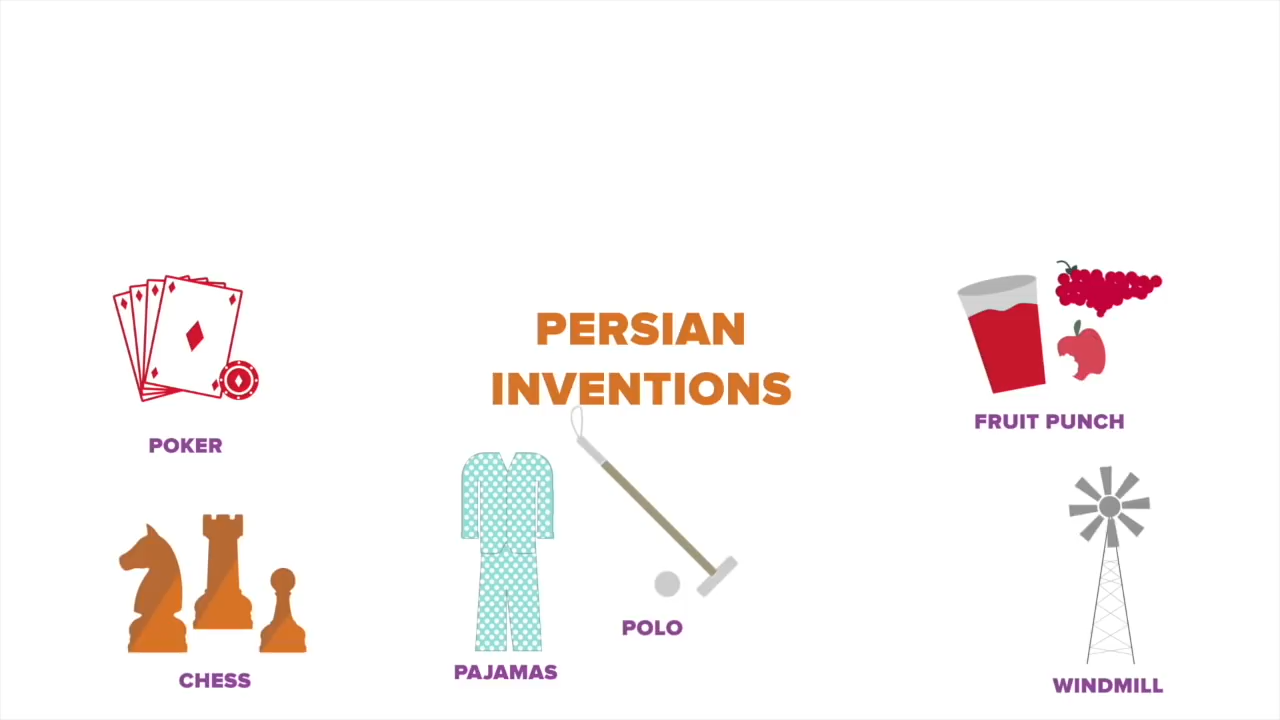 PERSIAN
INVENTIONS
POKER
FRUIT PUNCH
CHESS
PAJAMAS
POLO
WINDMILL